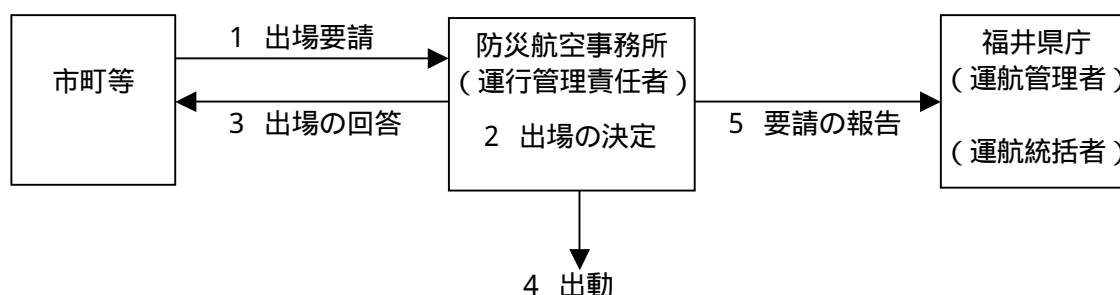 市町等
1 出場要請
3 出場の回答
防災航空事務所
(運行管理責任者)
2 出場の決定
5 要請の報告
福井県庁
(運航管理者)
(運航統括者)
4 出動